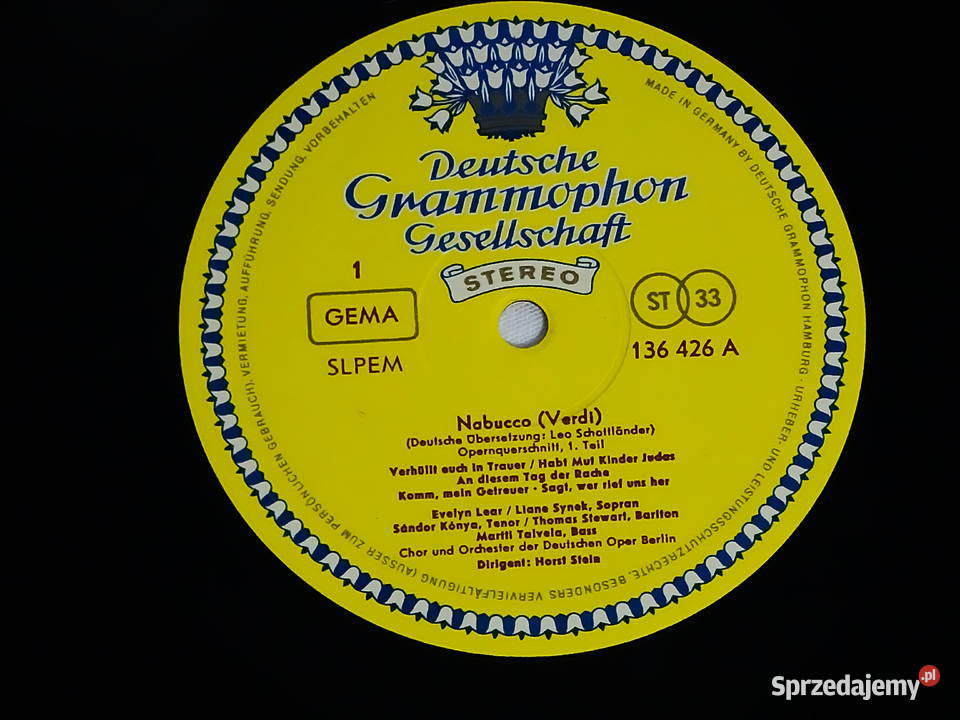 Deutsche
Grammophon
Gesellschaft
STEREO
1
GEMA
SLPEM
ST 33
136 426 A
Nabucco (Verdi)
(Deutsche Übersetzung: Leo Schottländer)
Opernquerschnitt, 1. Teil
Verhüllt euch in Trauer / Habt Mut Kinder Judas
An diesem Tag der Rache
Komm, mein Getreuer · Sagt, wer rief uns her
Evelyn Lear / Liane Synek, Sopran
Sándor Kónya, Tenor / Thomas Stewart, Bariton
Martti Talvela, Bass
Chor und Orchester der Deutschen Oper Berlin
Dirigent: Horst Stein
MADE IN GERMANY BY DEUTSCHE GRAMMOPHON HAMBURG · URHEBER- UND LEISTUNGSSCHUTZRECHTE, BESONDERS VERVIELFÄLTIGUNG (AUSSER ZUM PERSÖNLICHEN GEBRAUCH), VERMIETUNG, AUFFÜHRUNG, SENDUNG, VORBEHALTEN
Sprzedajemy.pl